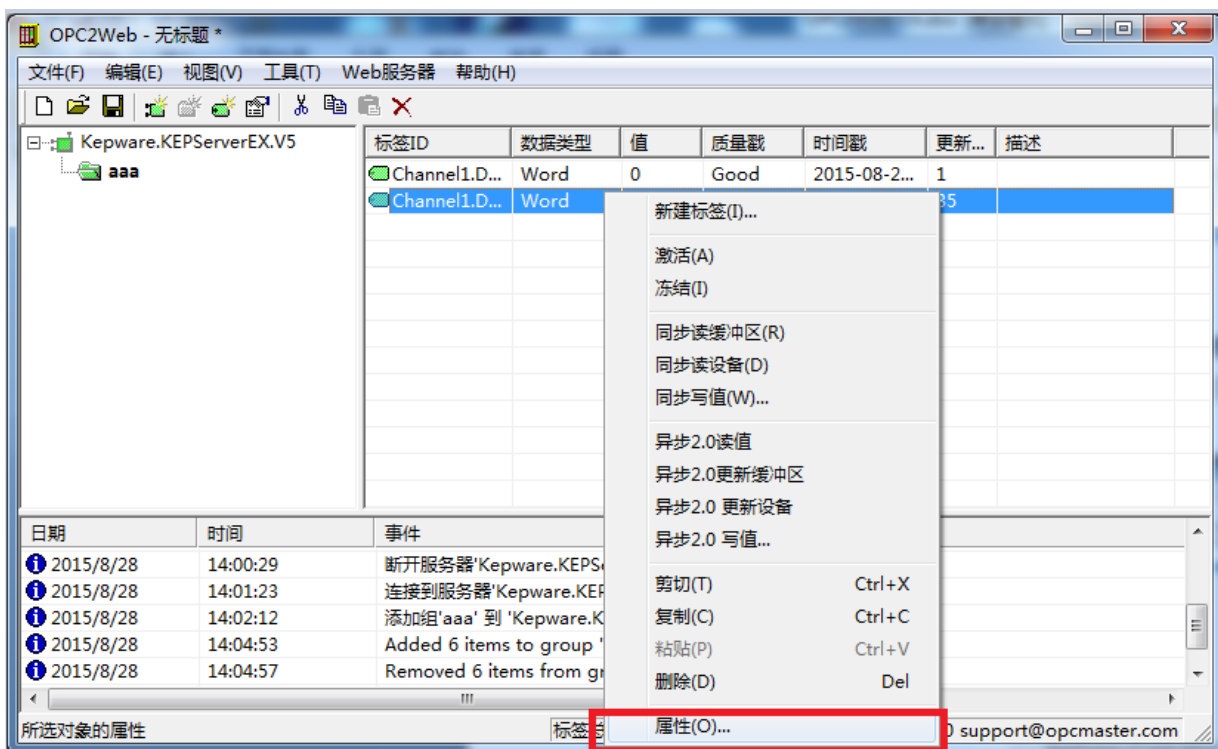 OPC2Web - 无标题 *
文件(F) 编辑(E) 视图(V) 工具(T) Web服务器 帮助(H)
Kepware.KEPServerEX.V5
aaa
标签ID 数据类型 值 质量戳 时间戳 更新... 描述
Channel1.D... Word 0 Good 2015-08-2... 1
Channel1.D... Word 35
新建标签(I)...
激活(A)
冻结(I)
同步读缓冲区(R)
同步读设备(D)
同步写值(W)...
异步2.0读值
异步2.0更新缓冲区
异步2.0 更新设备
异步2.0 写值...
剪切(T) Ctrl+X
复制(C) Ctrl+C
粘贴(P) Ctrl+V
删除(D) Del
属性(O)...
日期 时间 事件
2015/8/28 14:00:29 断开服务器'Kepware.KEPS
2015/8/28 14:01:23 连接到服务器'Kepware.KEP
2015/8/28 14:02:12 添加组'aaa' 到 'Kepware.K
2015/8/28 14:04:53 Added 6 items to group '
2015/8/28 14:04:57 Removed 6 items from gr
所选对象的属性 标签 support@opcmaster.com